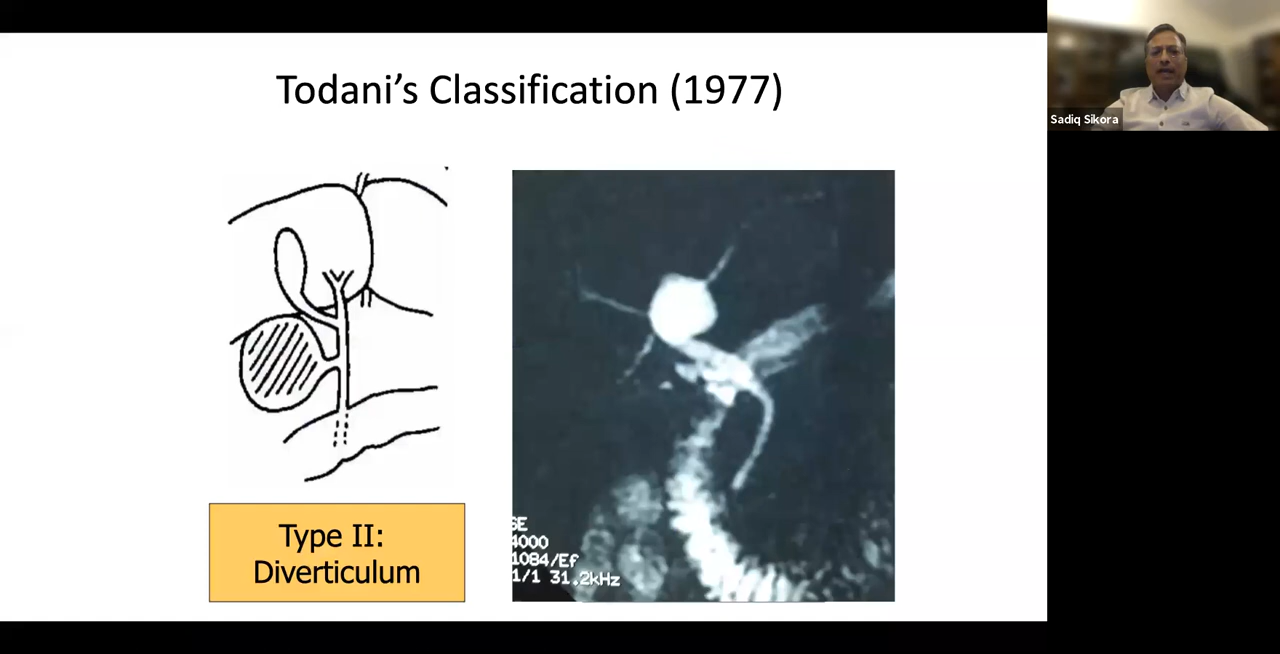 Todani's Classification (1977)
Sadiq Sikora
Type II:
Diverticulum
SE
4000
1084/Ef
1/1 31.2kHz